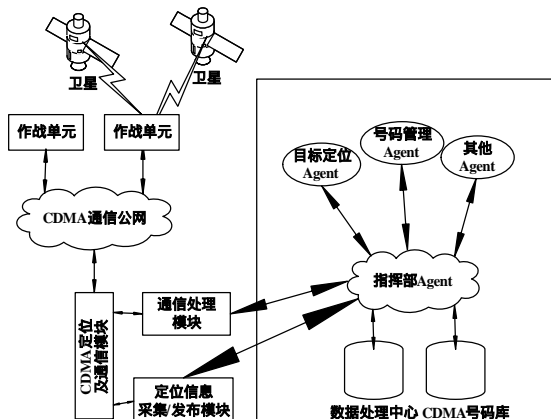 卫星
卫星
作战单元
作战单元
CDMA通信公网
CDMA定位
及通信模块
通信处理
模块
定位信息
采集/发布模块
目标定位
Agent
号码管理
Agent
其他
Agent
指挥部Agent
数据处理中心
CDMA号码库